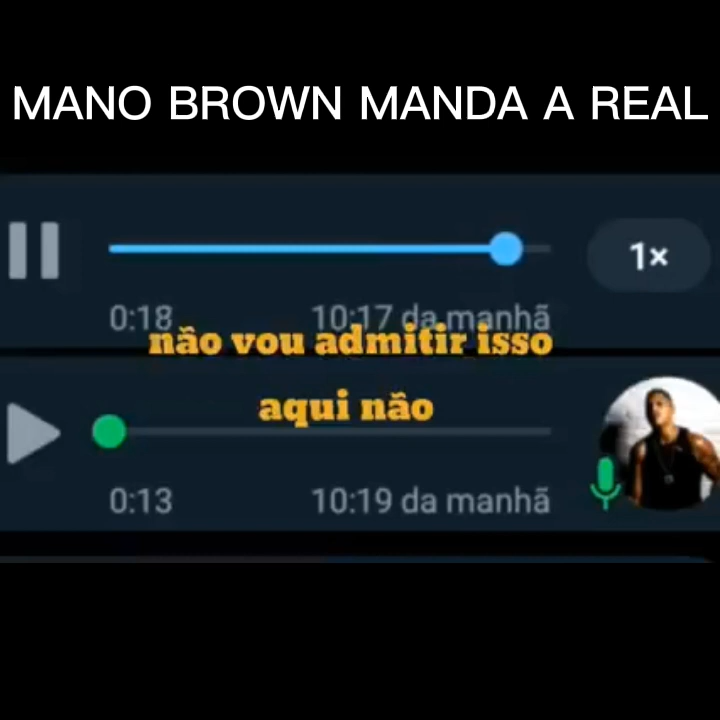 MANO BROWN MANDA A REAL
1×
0:18 10:17 da manhã
não vou admitir isso
aqui não
0:13 10:19 da manhã